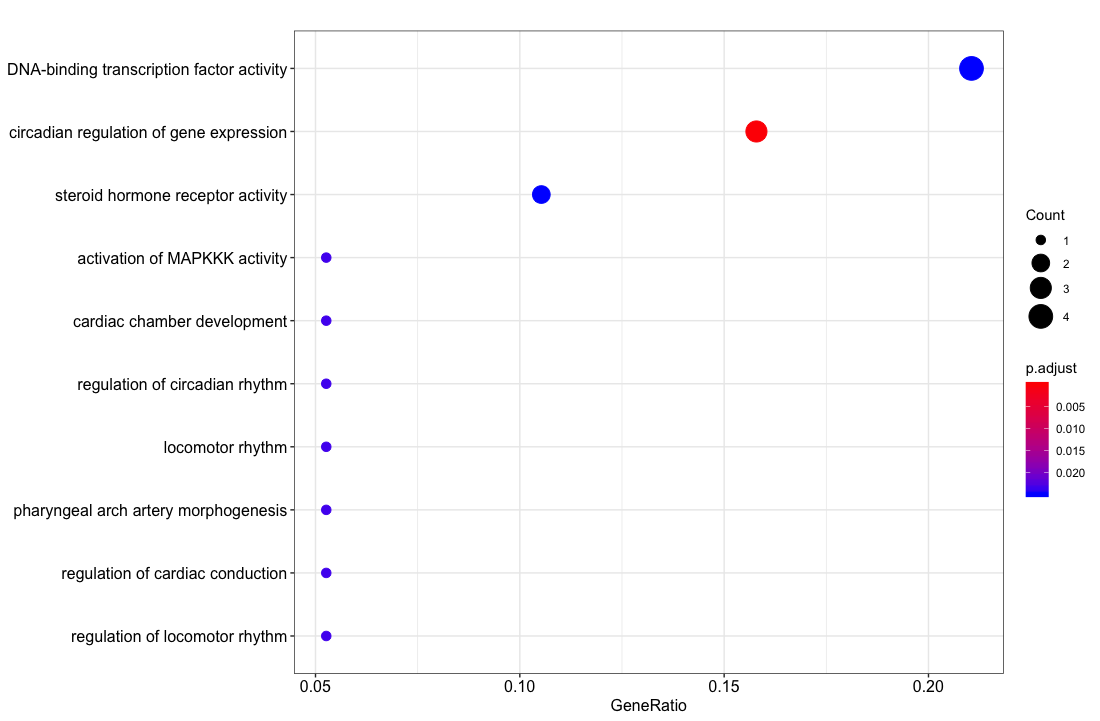 DNA-binding transcription factor activity
circadian regulation of gene expression
steroid hormone receptor activity
activation of MAPKKK activity
cardiac chamber development
regulation of circadian rhythm
locomotor rhythm
pharyngeal arch artery morphogenesis
regulation of cardiac conduction
regulation of locomotor rhythm
0.05 0.10 0.15 0.20
GeneRatio
Count
1
2
3
4
p.adjust
0.005
0.010
0.015
0.020